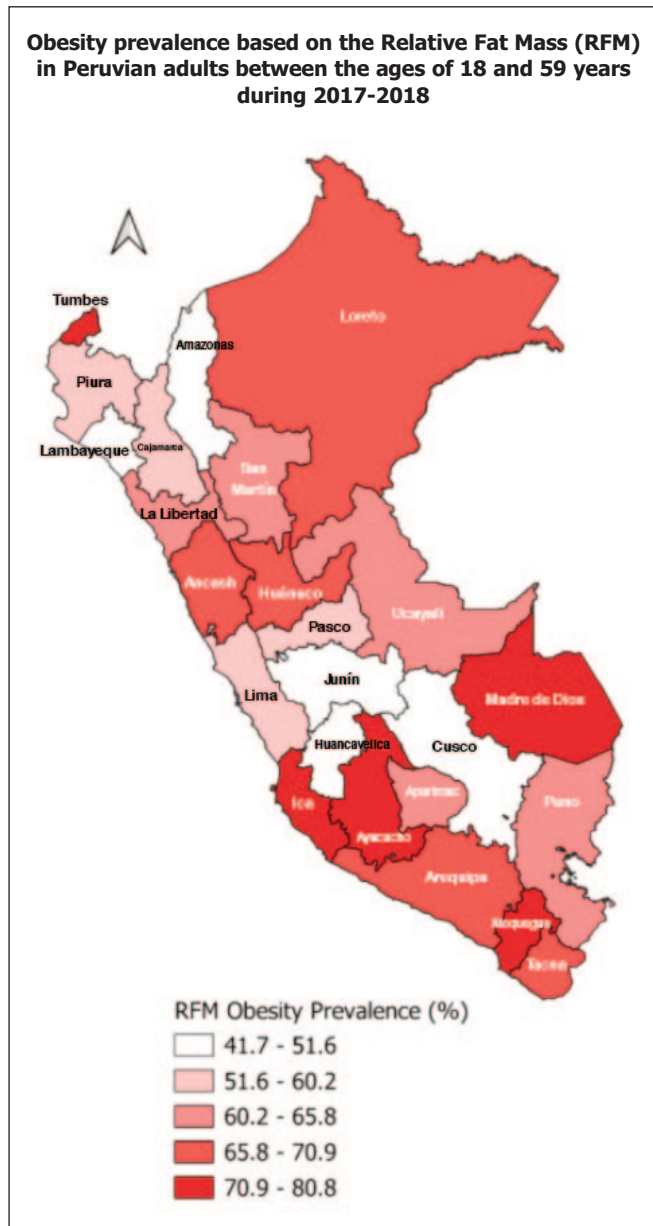 Obesity prevalence based on the Relative Fat Mass (RFM)
in Peruvian adults between the ages of 18 and 59 years
during 2017-2018
Tumbes
Loreto
Amazonas
Piura
Cajamarca
Lambayeque
San
Martín
La Libertad
Ancash
Huánuco
Ucayali
Pasco
Junín
Madre de Dios
Lima
Huancavelica
Cusco
Ica
Apurimac
Puno
Ayacucho
Arequipa
Moquegua
Tacna
RFM Obesity Prevalence (%)
41.7 - 51.6
51.6 - 60.2
60.2 - 65.8
65.8 - 70.9
70.9 - 80.8